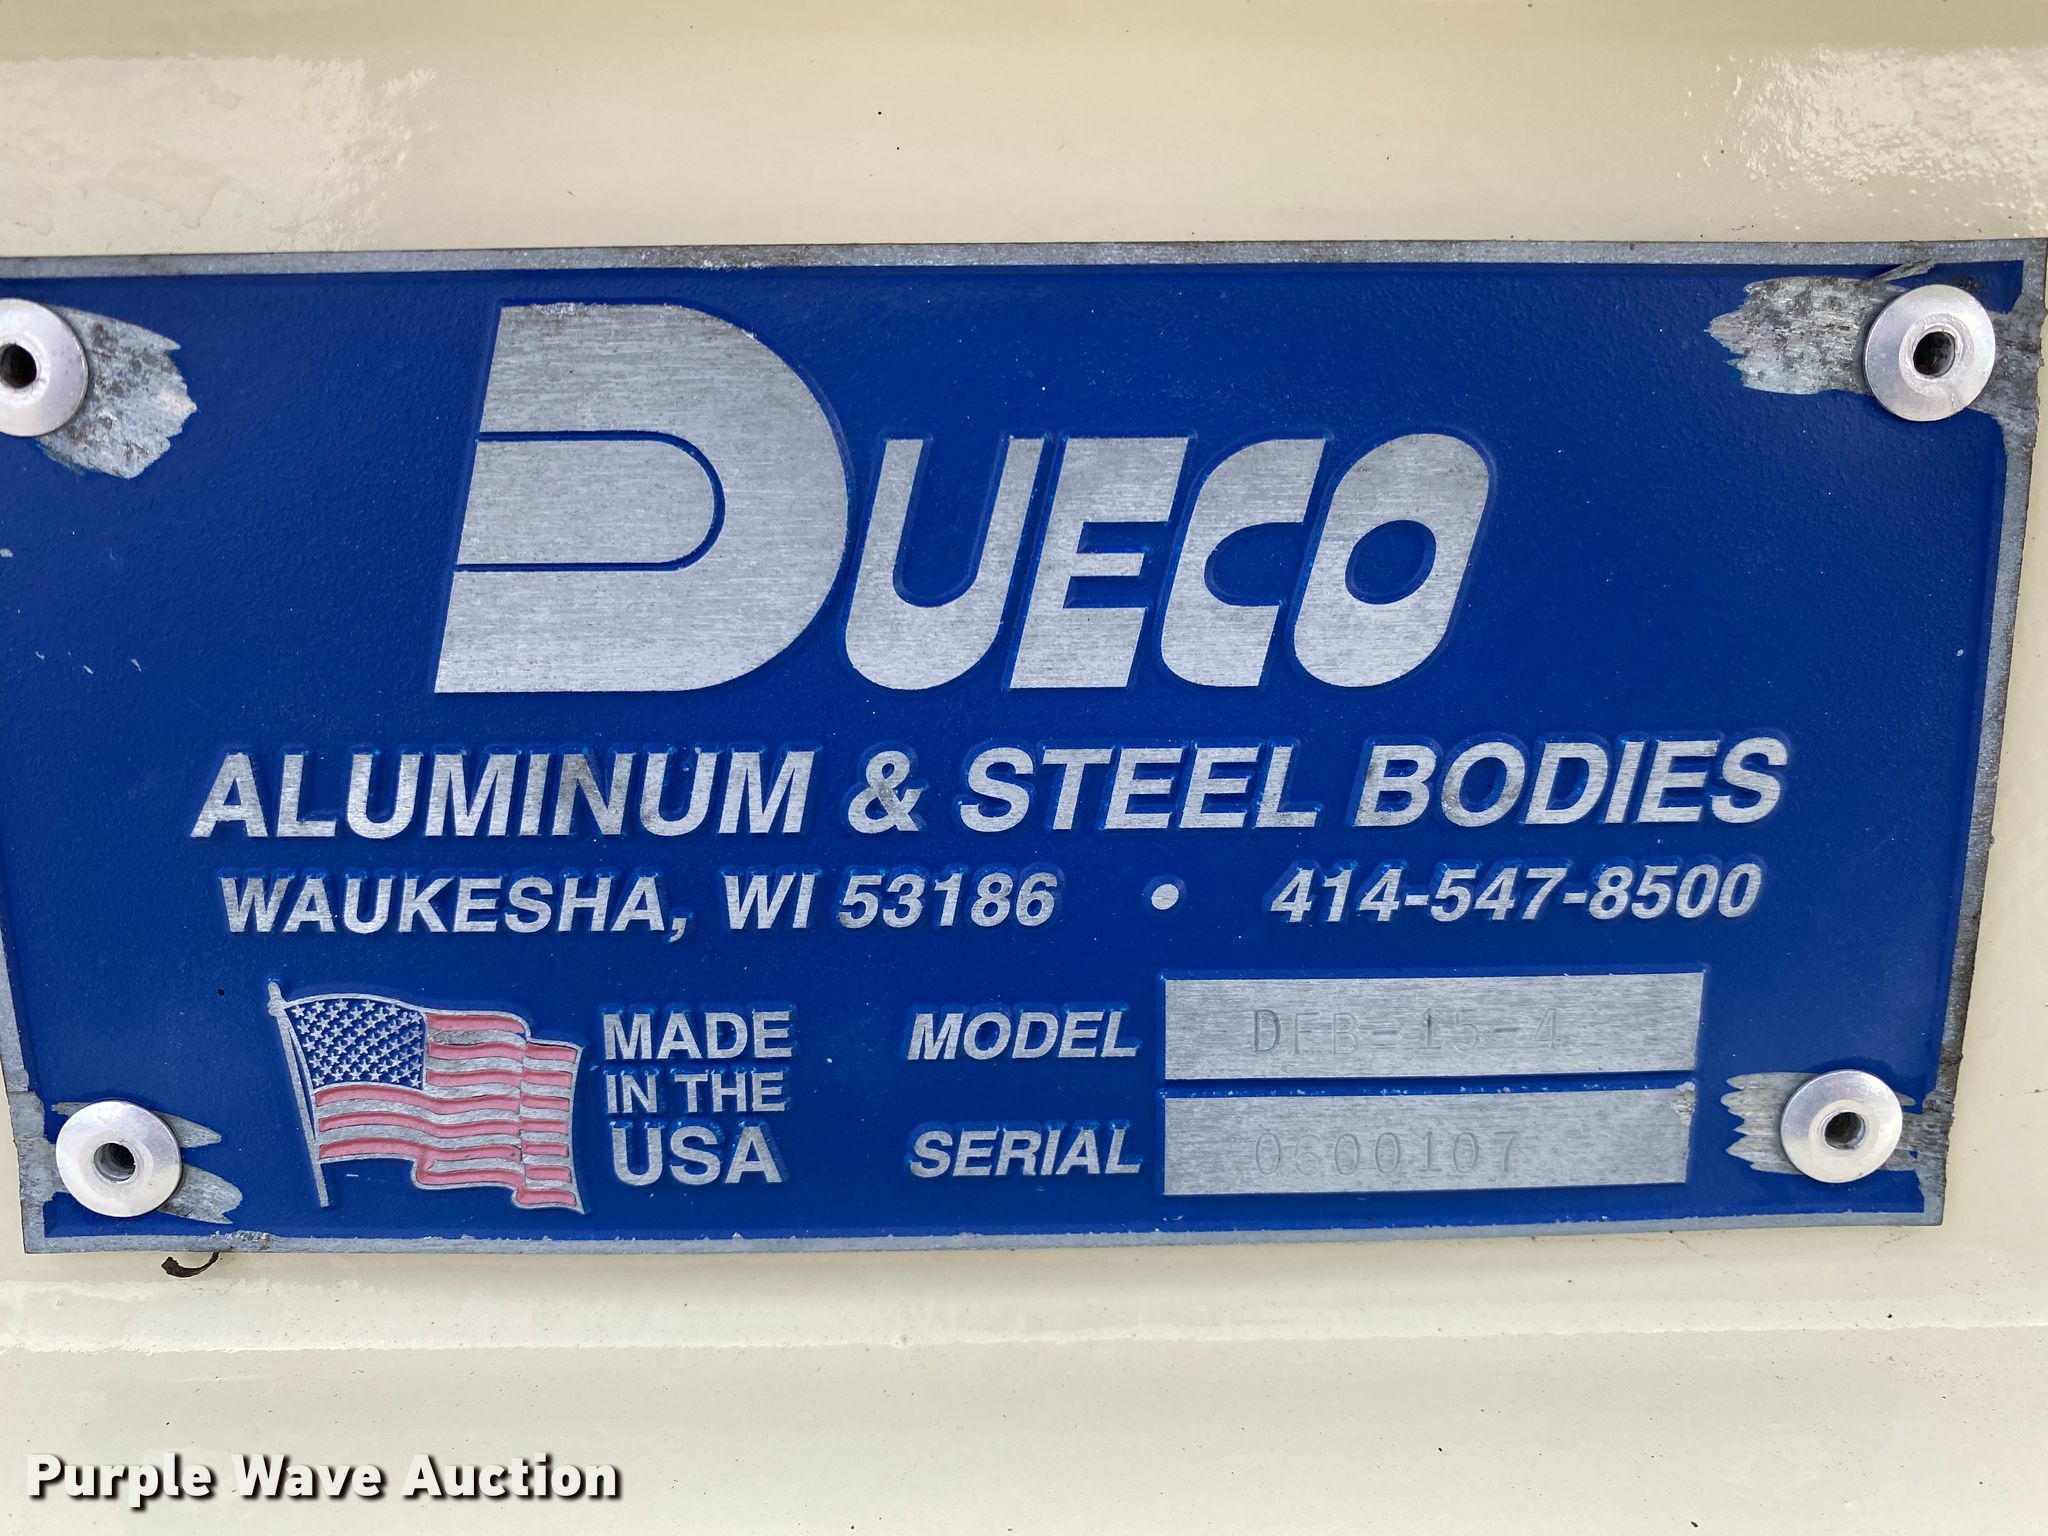 DUECO
ALUMINUM & STEEL BODIES
WAUKESHA, WI 53186 • 414-547-8500
MADE
IN THE
USA
MODEL DFB-15-4
SERIAL 0600107
Purple Wave Auction